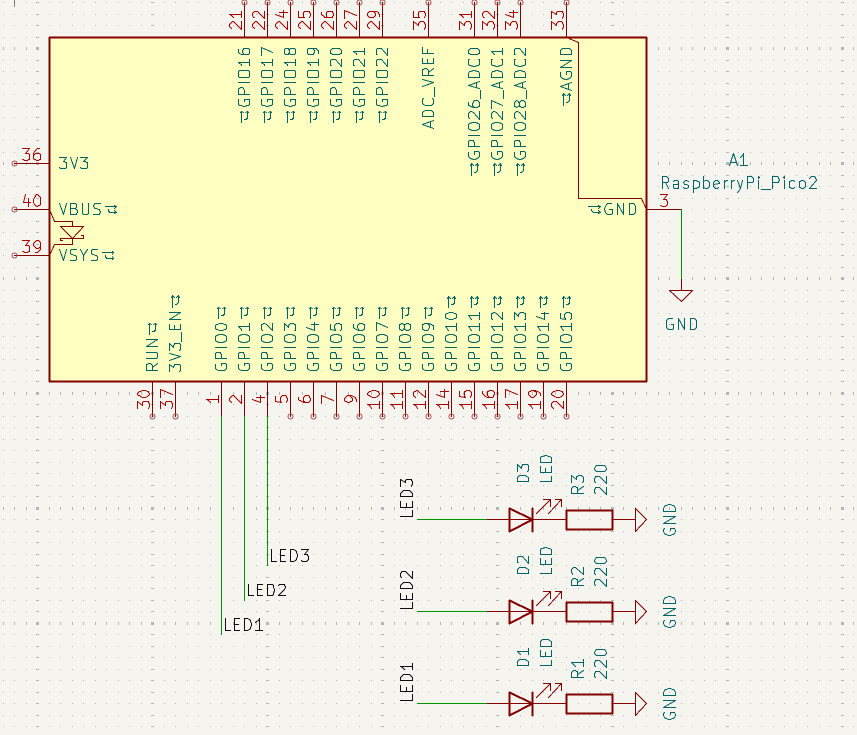 21
22
24
25
26
27
29
35
31
32
34
33
GPIO16
GPIO17
GPIO18
GPIO19
GPIO20
GPIO21
GPIO22
ADC_VREF
GPIO26_ADC0
GPIO27_ADC1
GPIO28_ADC2
AGND
36
3V3
40
VBUS
39
VSYS
A1
RaspberryPi_Pico2
3
GND
GND
RUN
3V3_EN
GPIO0
GPIO1
GPIO2
GPIO3
GPIO4
GPIO5
GPIO6
GPIO7
GPIO8
GPIO9
GPIO10
GPIO11
GPIO12
GPIO13
GPIO14
GPIO15
30
37
1
2
4
5
6
7
9
10
11
12
14
15
16
17
19
20
LED3
LED2
LED1
LED3
D3
LED
R3
220
GND
LED2
D2
LED
R2
220
GND
LED1
D1
LED
R1
220
GND